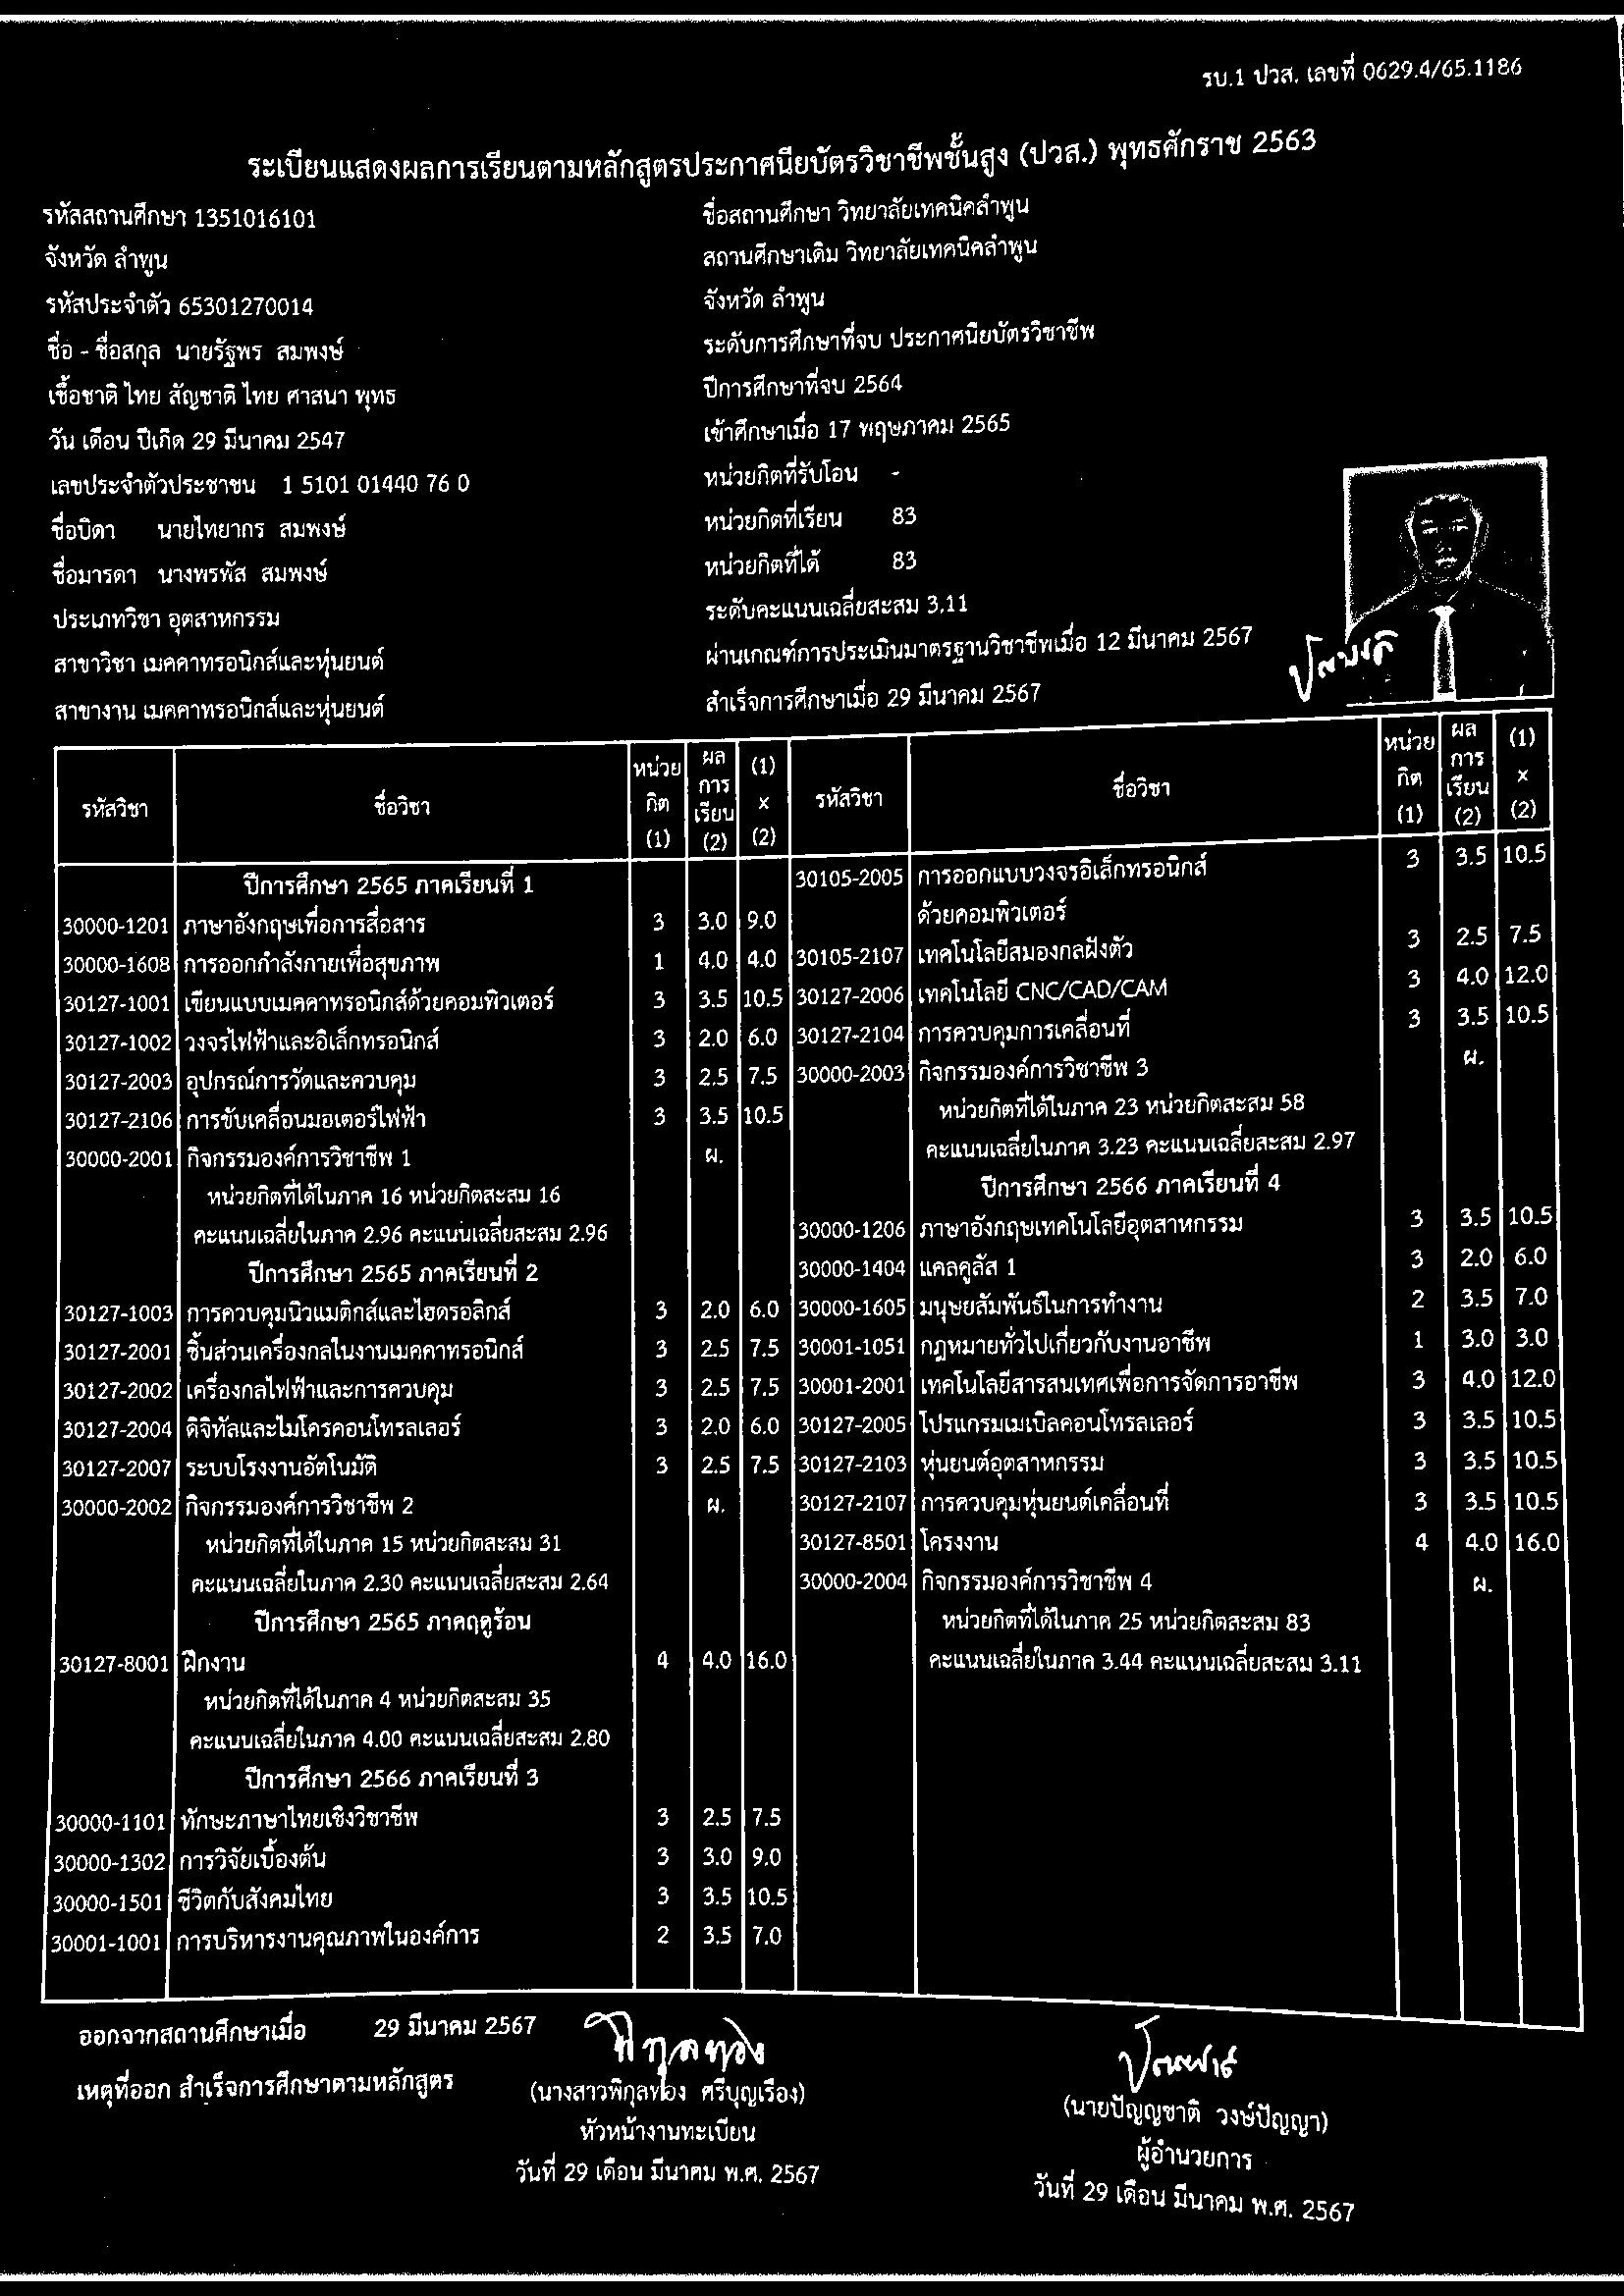 รบ.1 ปวส. เลขที่ 0629.4/65.1186
ระเบียนแสดงผลการเรียนตามหลักสูตรประกาศนียบัตรวิชาชีพชั้นสูง (ปวส.) พุทธศักราช 2563
รหัสสถานศึกษา 1351016101
จังหวัด ลำพูน
รหัสประจำตัว 65301270014
ชื่อ - ชื่อสกุล นายรัฐพร สมพงษ์
เชื้อชาติ ไทย สัญชาติ ไทย ศาสนา พุทธ
วัน เดือน ปีเกิด 29 มีนาคม 2547
เลขประจำตัวประชาชน 1 5101 01440 76 0
ชื่อบิดา นายไทยากร สมพงษ์
ชื่อมารดา นางพรพัส สมพงษ์
ประเภทวิชา อุตสาหกรรม
สาขาวิชา เมคคาทรอนิกส์และหุ่นยนต์
สาขางาน เมคคาทรอนิกส์และหุ่นยนต์
ชื่อสถานศึกษา วิทยาลัยเทคนิคลำพูน
สถานศึกษาเดิม วิทยาลัยเทคนิคลำพูน
จังหวัด ลำพูน
ระดับการศึกษาที่จบ ประกาศนียบัตรวิชาชีพ
ปีการศึกษาที่จบ 2564
เข้าศึกษาเมื่อ 17 พฤษภาคม 2565
หน่วยกิตที่รับโอน -
หน่วยกิตที่เรียน 83
หน่วยกิตที่ได้ 83
ระดับคะแนนเฉลี่ยสะสม 3.11
ผ่านเกณฑ์การประเมินมาตรฐานวิชาชีพเมื่อ 12 มีนาคม 2567
สำเร็จการศึกษาเมื่อ 29 มีนาคม 2567
รหัสวิชา ชื่อวิชา หน่วยกิต (1) ผลการเรียน (2) (1) x (2)
ปีการศึกษา 2565 ภาคเรียนที่ 1
30000-1201 ภาษาอังกฤษเพื่อการสื่อสาร 3 3.0 9.0
30000-1608 การออกกำลังกายเพื่อสุขภาพ 1 4.0 4.0
30127-1001 เขียนแบบเมคคาทรอนิกส์ด้วยคอมพิวเตอร์ 3 3.5 10.5
30127-1002 วงจรไฟฟ้าและอิเล็กทรอนิกส์ 3 2.0 6.0
30127-2003 อุปกรณ์การวัดและควบคุม 3 2.5 7.5
30127-2106 การขับเคลื่อนมอเตอร์ไฟฟ้า 3 3.5 10.5
30000-2001 กิจกรรมองค์การวิชาชีพ 1 ผ.
หน่วยกิตที่ได้ในภาค 16 หน่วยกิตสะสม 16
คะแนนเฉลี่ยในภาค 2.96 คะแนนเฉลี่ยสะสม 2.96
ปีการศึกษา 2565 ภาคเรียนที่ 2
30127-1003 การควบคุมนิวแมติกส์และไฮดรอลิกส์ 3 2.0 6.0
30127-2001 ชิ้นส่วนเครื่องกลในงานเมคคาทรอนิกส์ 3 2.5 7.5
30127-2002 เครื่องกลไฟฟ้าและการควบคุม 3 2.5 7.5
30127-2004 ดิจิทัลและไมโครคอนโทรลเลอร์ 3 2.0 6.0
30127-2007 ระบบโรงงานอัตโนมัติ 3 2.5 7.5
30000-2002 กิจกรรมองค์การวิชาชีพ 2 ผ.
หน่วยกิตที่ได้ในภาค 15 หน่วยกิตสะสม 31
คะแนนเฉลี่ยในภาค 2.30 คะแนนเฉลี่ยสะสม 2.64
ปีการศึกษา 2565 ภาคฤดูร้อน
30127-8001 ฝึกงาน 4 4.0 16.0
หน่วยกิตที่ได้ในภาค 4 หน่วยกิตสะสม 35
คะแนนเฉลี่ยในภาค 4.00 คะแนนเฉลี่ยสะสม 2.80
ปีการศึกษา 2566 ภาคเรียนที่ 3
30000-1101 ทักษะภาษาไทยเชิงวิชาชีพ 3 2.5 7.5
30000-1302 การวิจัยเบื้องต้น 3 3.0 9.0
30000-1501 ชีวิตกับสังคมไทย 3 3.5 10.5
30001-1001 การบริหารงานคุณภาพในองค์การ 2 3.5 7.0
รหัสวิชา ชื่อวิชา หน่วยกิต (1) ผลการเรียน (2) (1) x (2)
30105-2005 การออกแบบวงจรอิเล็กทรอนิกส์ 3 3.5 10.5
ด้วยคอมพิวเตอร์
30105-2107 เทคโนโลยีสมองกลฝังตัว 3 2.5 7.5
30127-2006 เทคโนโลยี CNC/CAD/CAM 3 4.0 12.0
30127-2104 การควบคุมการเคลื่อนที่ 3 3.5 10.5
30000-2003 กิจกรรมองค์การวิชาชีพ 3 ผ.
หน่วยกิตที่ได้ในภาค 23 หน่วยกิตสะสม 58
คะแนนเฉลี่ยในภาค 3.23 คะแนนเฉลี่ยสะสม 2.97
ปีการศึกษา 2566 ภาคเรียนที่ 4
30000-1206 ภาษาอังกฤษเทคโนโลยีอุตสาหกรรม 3 3.5 10.5
30000-1404 แคลคูลัส 1 3 2.0 6.0
30000-1605 มนุษยสัมพันธ์ในการทำงาน 2 3.5 7.0
30001-1051 กฎหมายทั่วไปเกี่ยวกับงานอาชีพ 1 3.0 3.0
30001-2001 เทคโนโลยีสารสนเทศเพื่อการจัดการอาชีพ 3 4.0 12.0
30127-2005 โปรแกรมเมเบิลคอนโทรลเลอร์ 3 3.5 10.5
30127-2103 หุ่นยนต์อุตสาหกรรม 3 3.5 10.5
30127-2107 การควบคุมหุ่นยนต์เคลื่อนที่ 3 3.5 10.5
30127-8501 โครงงาน 4 4.0 16.0
30000-2004 กิจกรรมองค์การวิชาชีพ 4 ผ.
หน่วยกิตที่ได้ในภาค 25 หน่วยกิตสะสม 83
คะแนนเฉลี่ยในภาค 3.44 คะแนนเฉลี่ยสะสม 3.11
ออกจากสถานศึกษาเมื่อ 29 มีนาคม 2567
เหตุที่ออก สำเร็จการศึกษาตามหลักสูตร
พิกุลทอง
(นางสาวพิกุลทอง ศรีบุญเรือง)
หัวหน้างานทะเบียน
วันที่ 29 เดือน มีนาคม พ.ศ. 2567
(นายปัญญชาติ วงษ์ปัญญา)
ผู้อำนวยการ
วันที่ 29 เดือน มีนาคม พ.ศ. 2567